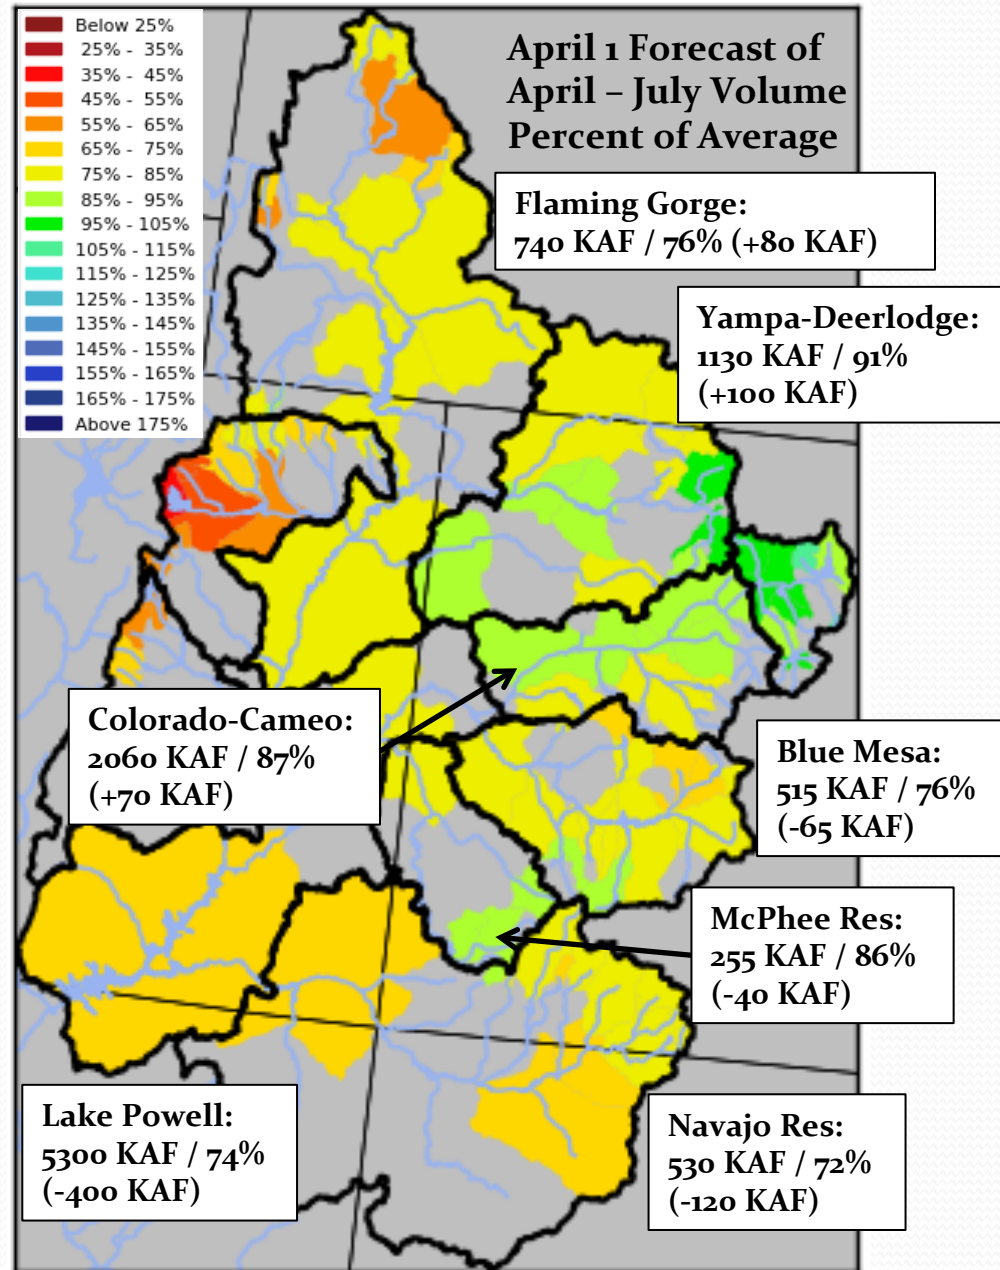 Below 25%
25% - 35%
35% - 45%
45% - 55%
55% - 65%
65% - 75%
75% - 85%
85% - 95%
95% - 105%
105% - 115%
115% - 125%
125% - 135%
135% - 145%
145% - 155%
155% - 165%
165% - 175%
Above 175%
April 1 Forecast of
April – July Volume
Percent of Average
Flaming Gorge:
740 KAF / 76% (+80 KAF)
Yampa-Deerlodge:
1130 KAF / 91%
(+100 KAF)
Colorado-Cameo:
2060 KAF / 87%
(+70 KAF)
Blue Mesa:
515 KAF / 76%
(-65 KAF)
McPhee Res:
255 KAF / 86%
(-40 KAF)
Lake Powell:
5300 KAF / 74%
(-400 KAF)
Navajo Res:
530 KAF / 72%
(-120 KAF)